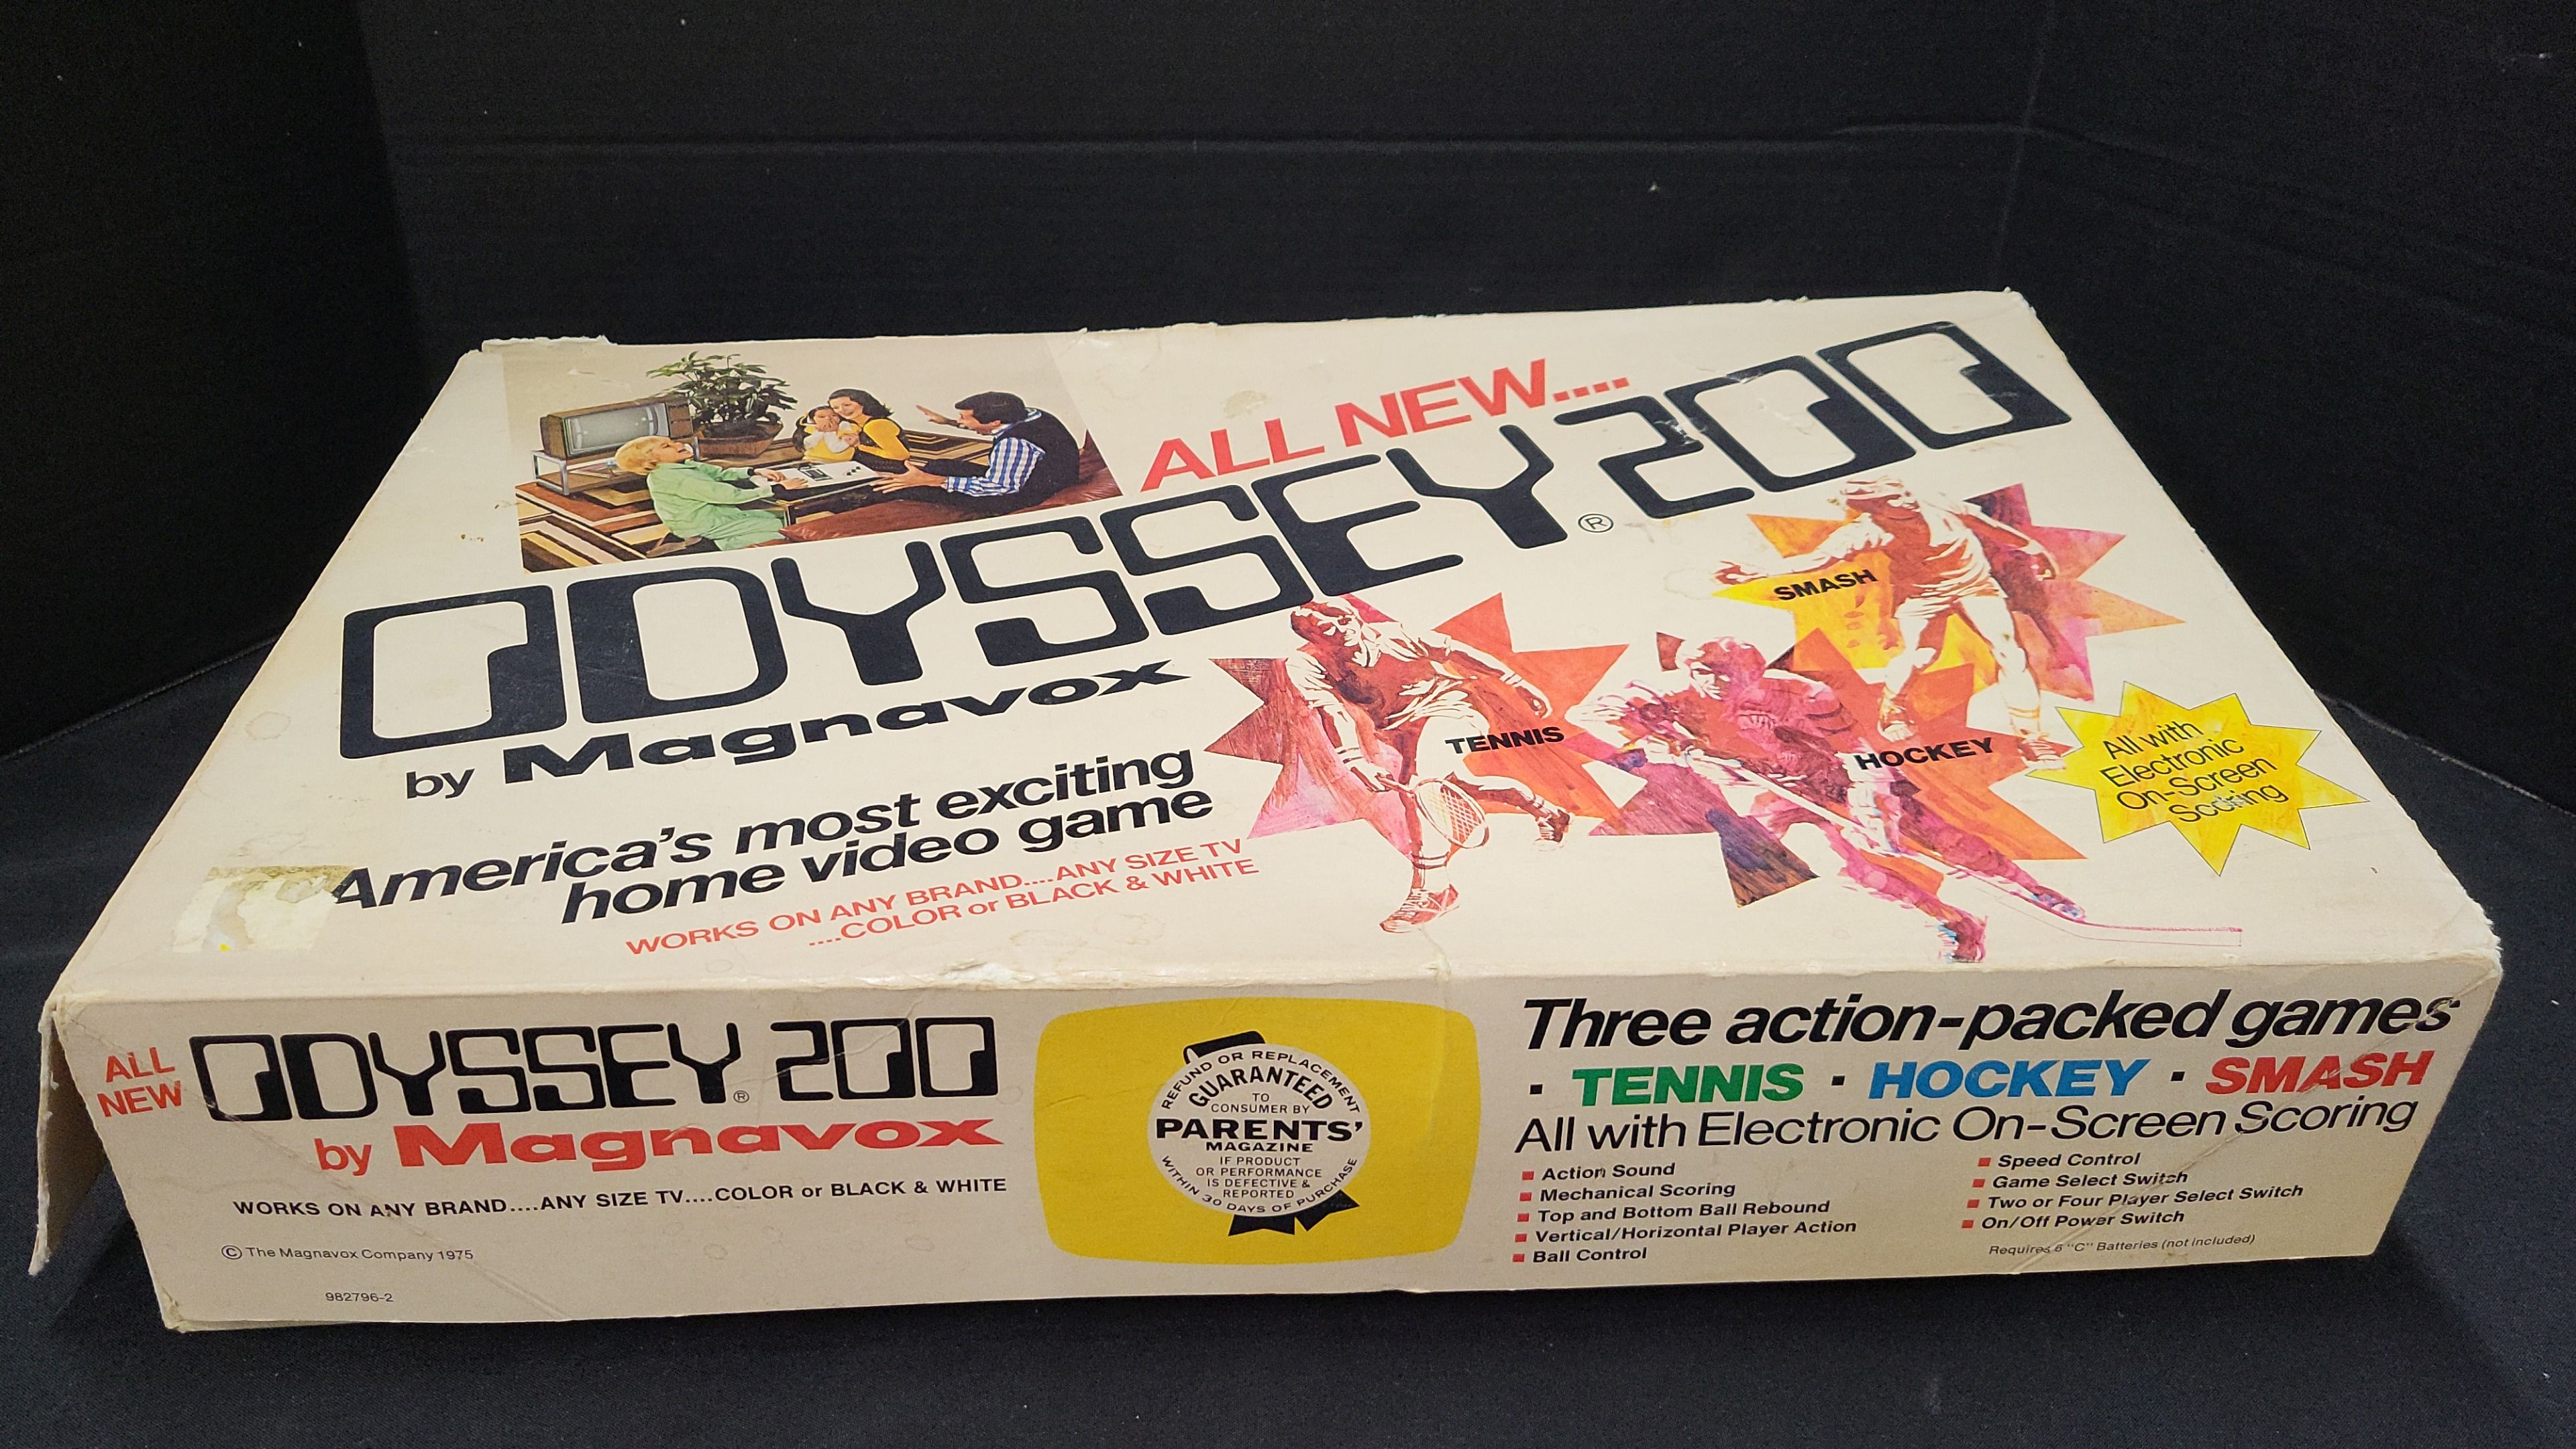 ALL NEW....
ODYSSEY 200
®
by Magnavox
America's most exciting
home video game
WORKS ON ANY BRAND....ANY SIZE TV
....COLOR or BLACK & WHITE
SMASH
TENNIS
HOCKEY
All with
Electronic
On-Screen
Scoring
ALL
NEW
ODYSSEY® 200
by Magnavox
WORKS ON ANY BRAND....ANY SIZE TV....COLOR or BLACK & WHITE
© The Magnavox Company 1975
982796-2
REFUND OR REPLACEMENT
GUARANTEED
TO
CONSUMER BY
PARENTS'
MAGAZINE
IF PRODUCT
OR PERFORMANCE
IS DEFECTIVE &
REPORTED
WITHIN 30 DAYS OF PURCHASE
Three action-packed games
· TENNIS · HOCKEY · SMASH
All with Electronic On-Screen Scoring
Action Sound
Mechanical Scoring
Top and Bottom Ball Rebound
Vertical/Horizontal Player Action
Ball Control
Speed Control
Game Select Switch
Two or Four Player Select Switch
On/Off Power Switch
Requires 6 "C" Batteries (not included)